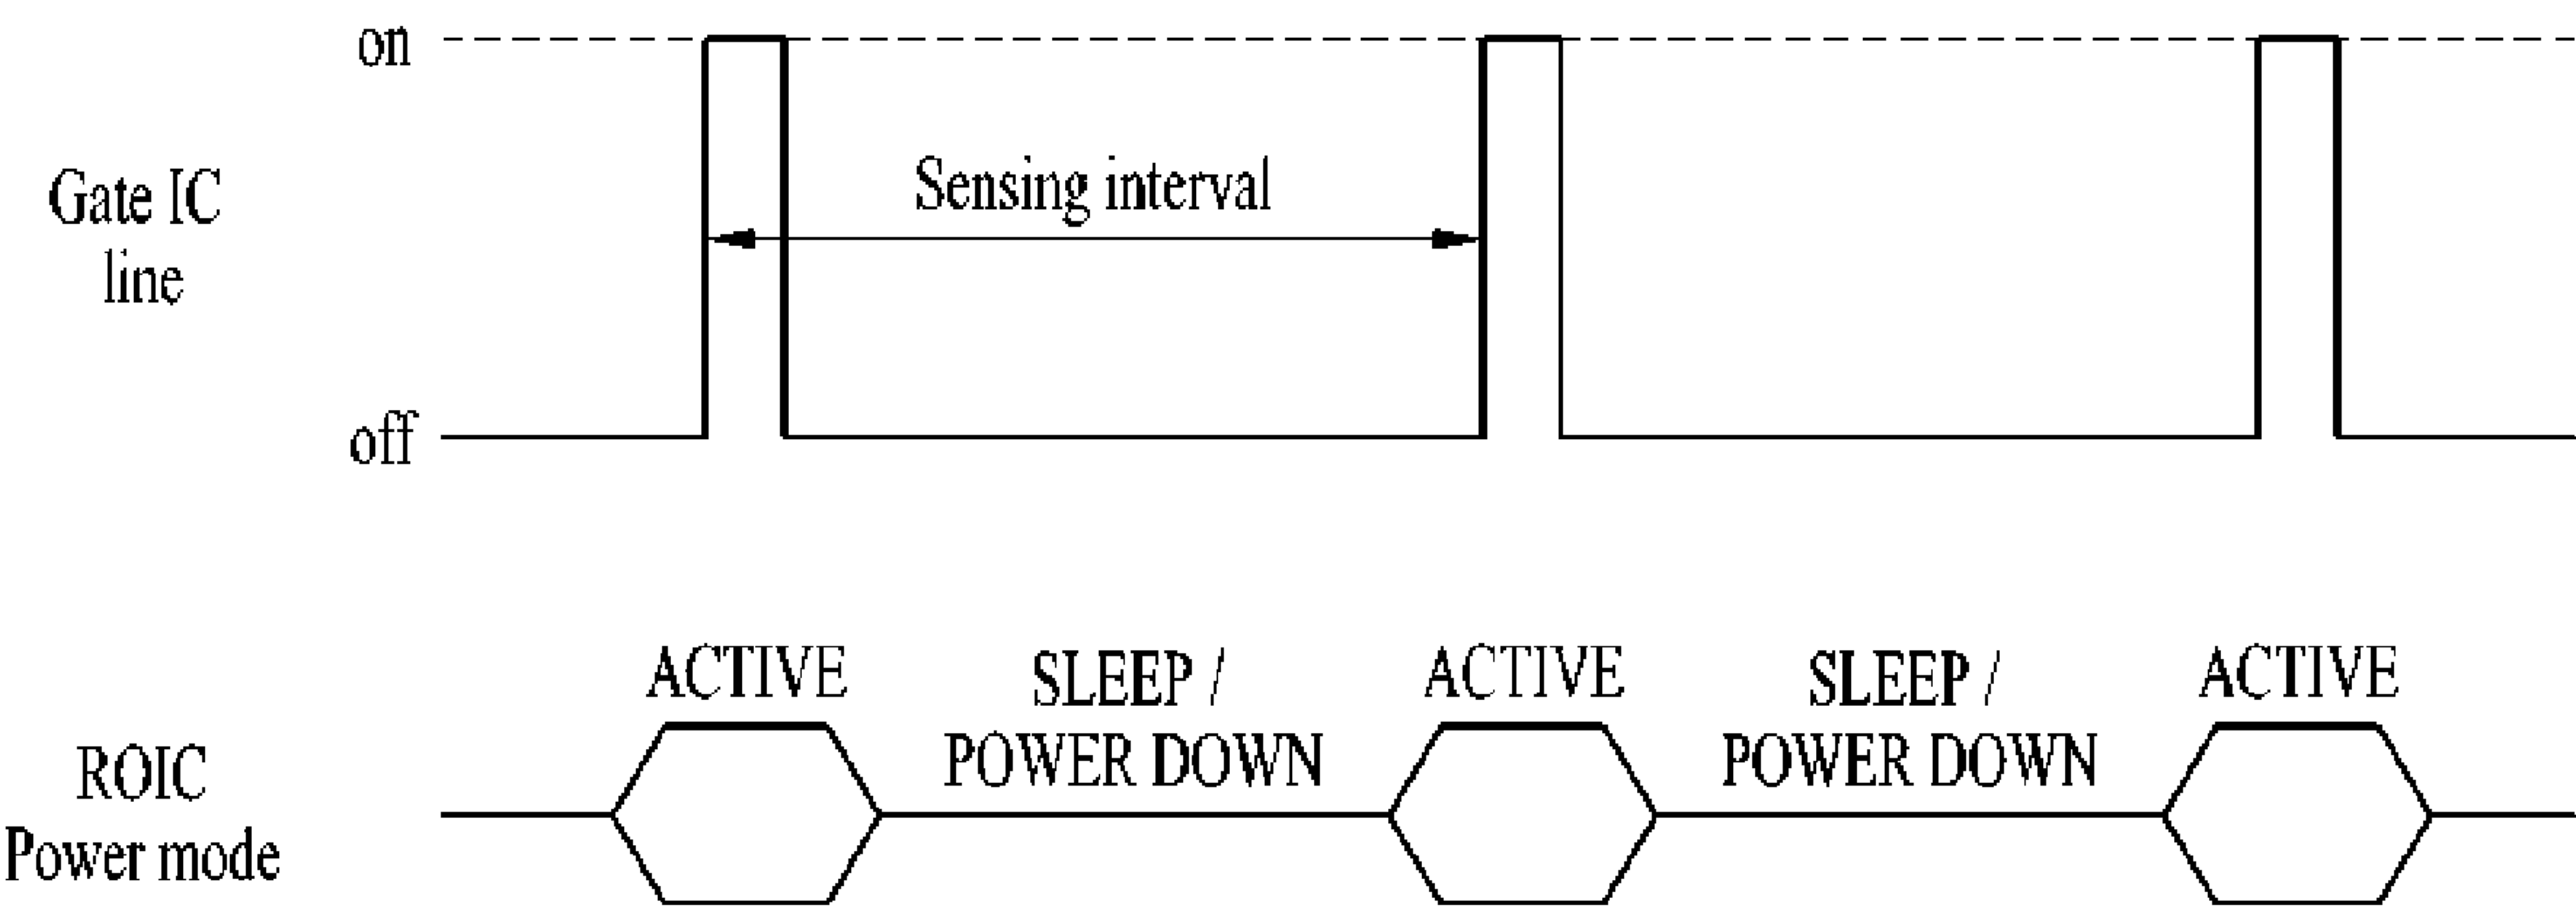 on
Gate IC
line
Sensing interval
off
ACTIVE
SLEEP /
POWER DOWN
ACTIVE
SLEEP /
POWER DOWN
ACTIVE
ROIC
Power mode